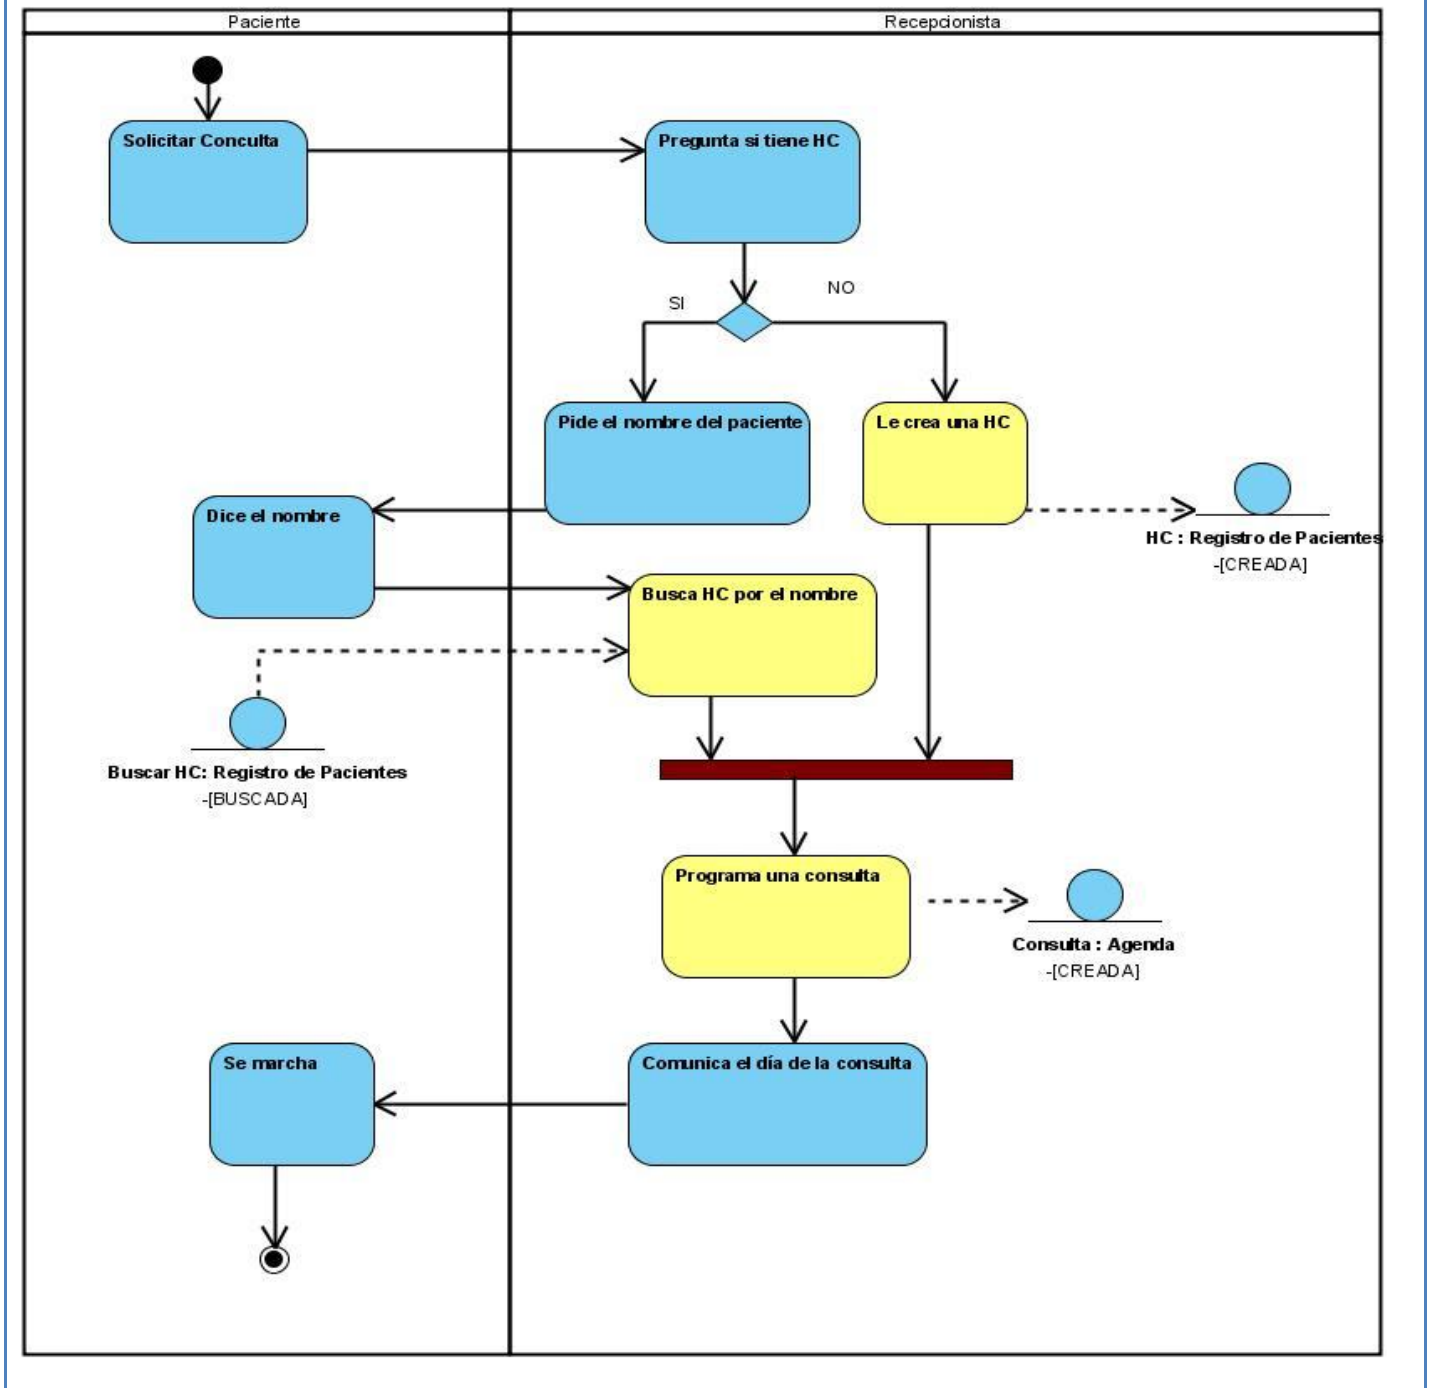 Paciente
Recepcionista
Solicitar Conculta
Pregunta si tiene HC
SI
NO
Pide el nombre del paciente
Le crea una HC
Dice el nombre
HC : Registro de Pacientes
-[CREADA]
Busca HC por el nombre
Buscar HC: Registro de Pacientes
-[BUSCADA]
Programa una consulta
Consulta : Agenda
-[CREADA]
Se marcha
Comunica el día de la consulta